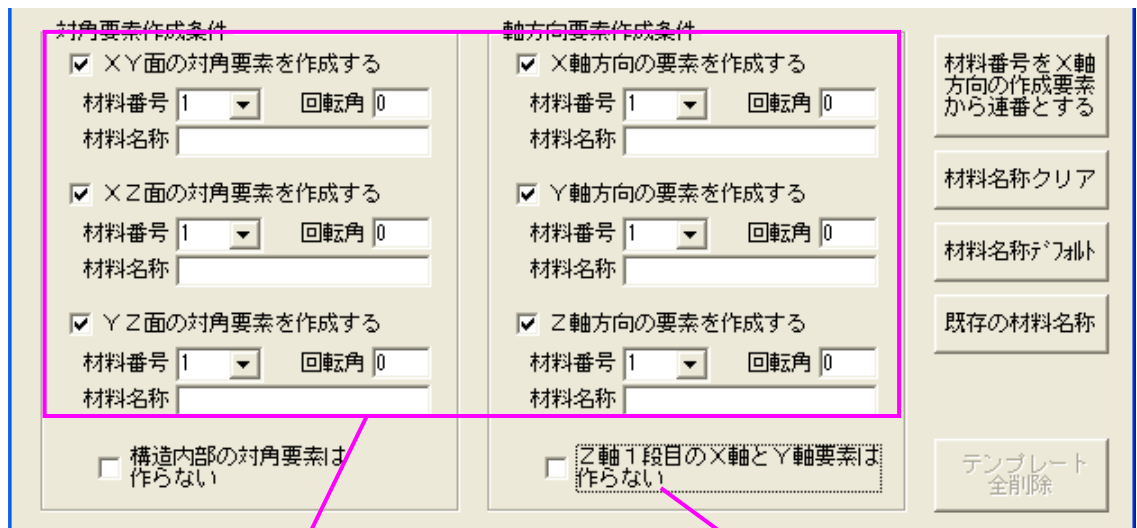 対角要素作成条件
XY面の対角要素を作成する
材料番号 1 回転角 0
材料名称
XZ面の対角要素を作成する
材料番号 1 回転角 0
材料名称
YZ面の対角要素を作成する
材料番号 1 回転角 0
材料名称
構造内部の対角要素は
作らない
軸方向要素作成条件
X軸方向の要素を作成する
材料番号 1 回転角 0
材料名称
Y軸方向の要素を作成する
材料番号 1 回転角 0
材料名称
Z軸方向の要素を作成する
材料番号 1 回転角 0
材料名称
Z軸1段目のX軸とY軸要素は
作らない
材料番号をX軸
方向の作成要素
から連番とする
材料名称クリア
材料名称ﾃﾞﾌｫﾙﾄ
既存の材料名称
テンプレート
全削除